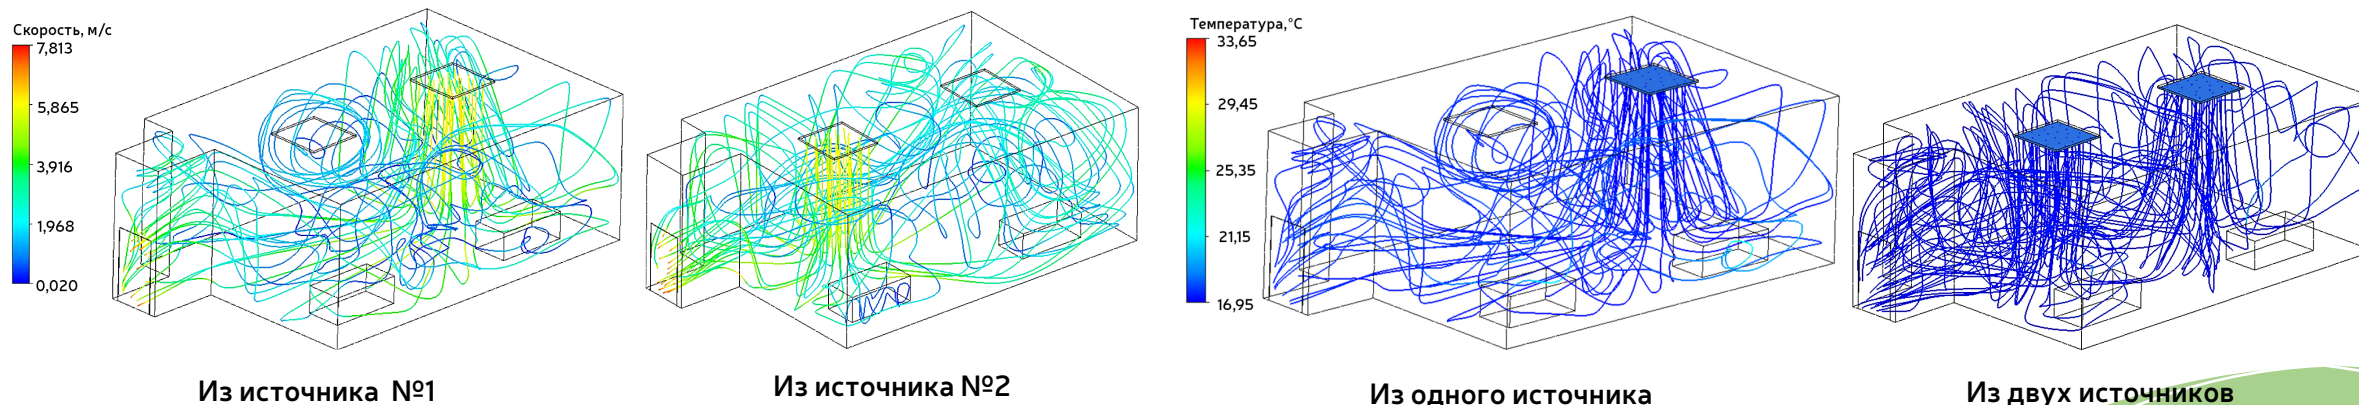 Скорость, м/с
7,813
5,865
3,916
1,968
0,020
Из источника №1
Из источника №2
Температура,°С
33,65
29,45
25,35
21,15
16,95
Из одного источника
Из двух источников